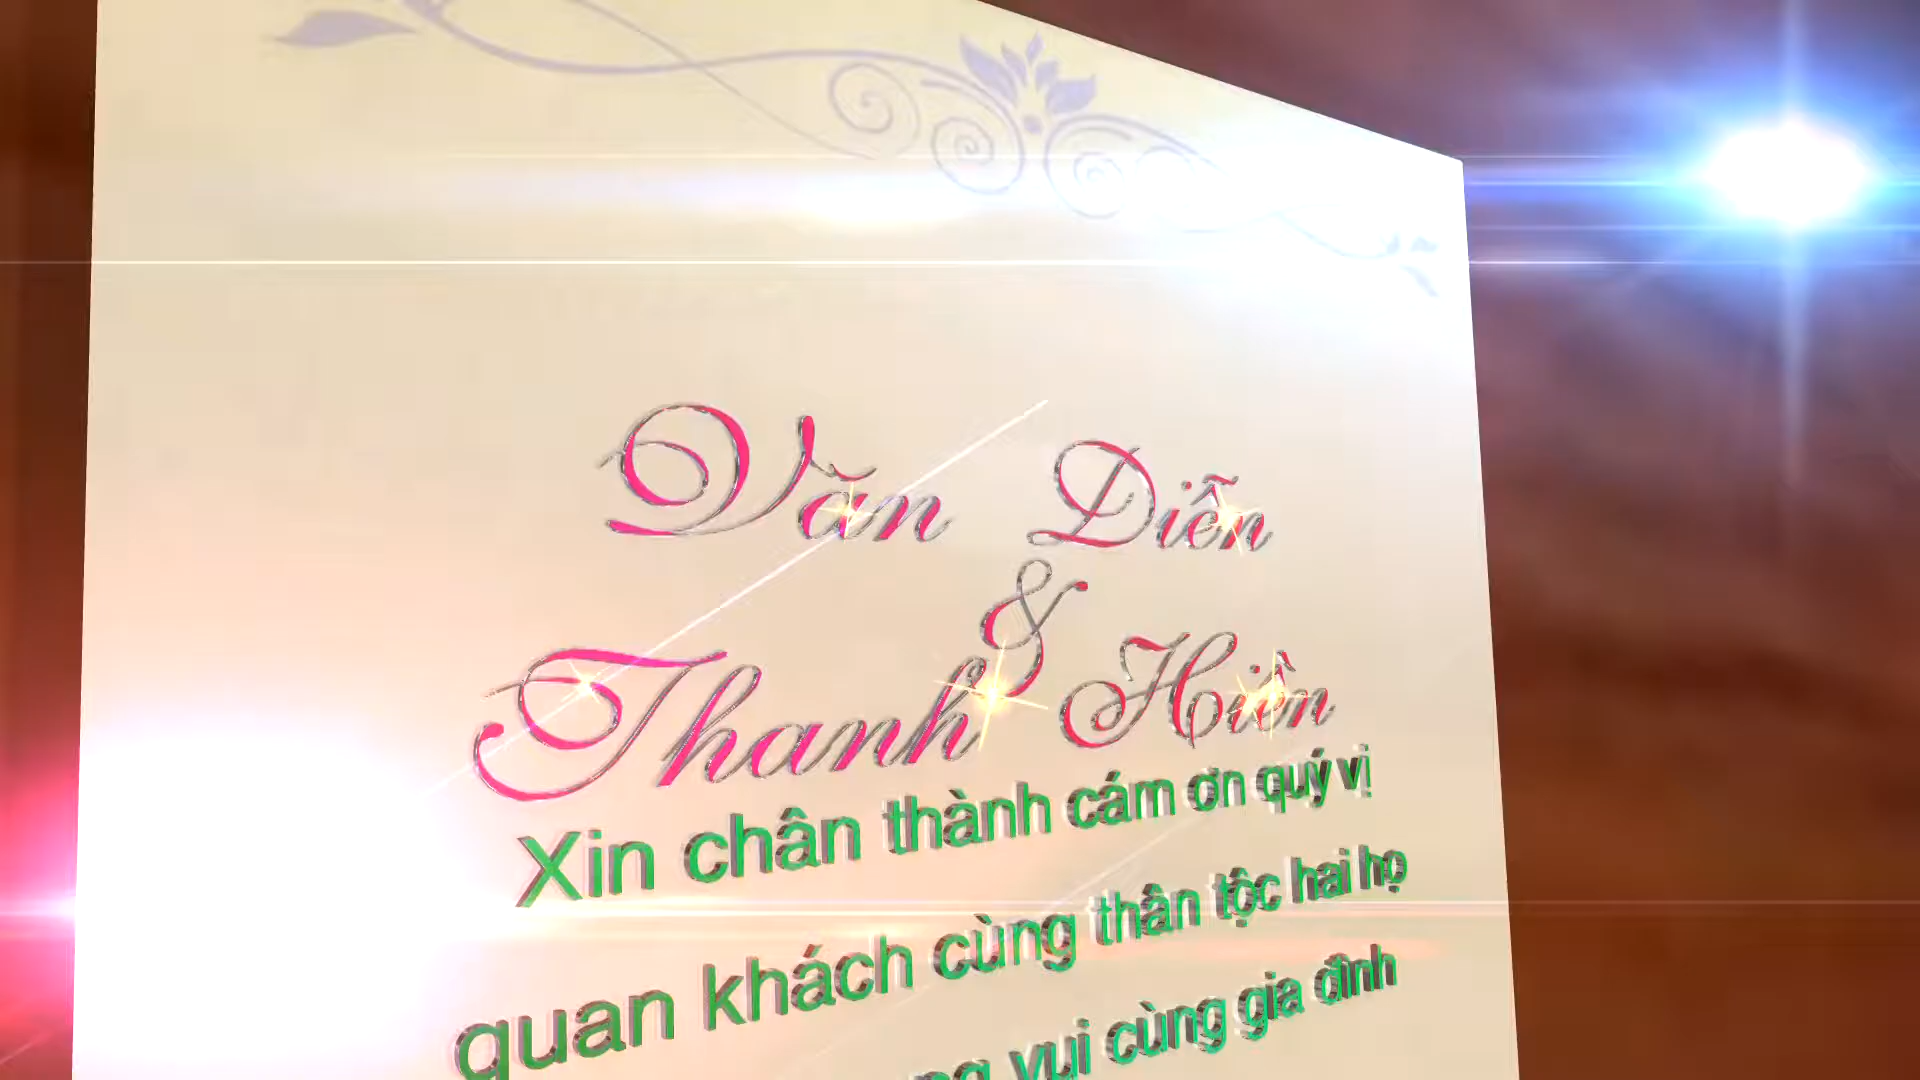 Văn Diễn
&
Thanh Hiền
Xin chân thành cám ơn quý vị
quan khách cùng thân tộc hai họ
vui cùng gia đình